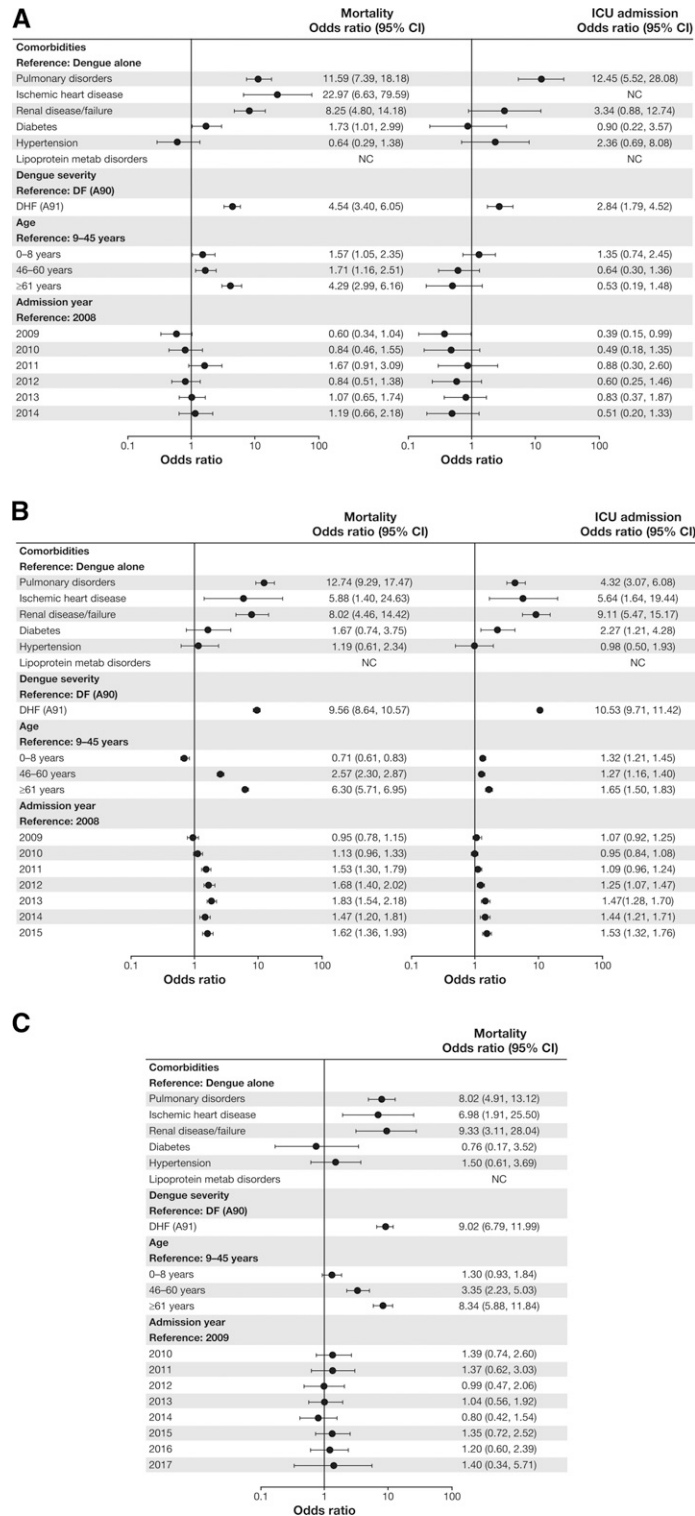 A
Mortality
Odds ratio (95% CI)
ICU admission
Odds ratio (95% CI)
Comorbidities
Reference: Dengue alone
Pulmonary disorders 11.59 (7.39, 18.18) 12.45 (5.52, 28.08)
Ischemic heart disease 22.97 (6.63, 79.59) NC
Renal disease/failure 8.25 (4.80, 14.18) 3.34 (0.88, 12.74)
Diabetes 1.73 (1.01, 2.99) 0.90 (0.22, 3.57)
Hypertension 0.64 (0.29, 1.38) 2.36 (0.69, 8.08)
Lipoprotein metab disorders NC NC
Dengue severity
Reference: DF (A90)
DHF (A91) 4.54 (3.40, 6.05) 2.84 (1.79, 4.52)
Age
Reference: 9–45 years
0–8 years 1.57 (1.05, 2.35) 1.35 (0.74, 2.45)
46–60 years 1.71 (1.16, 2.51) 0.64 (0.30, 1.36)
≥61 years 4.29 (2.99, 6.16) 0.53 (0.19, 1.48)
Admission year
Reference: 2008
2009 0.60 (0.34, 1.04) 0.39 (0.15, 0.99)
2010 0.84 (0.46, 1.55) 0.49 (0.18, 1.35)
2011 1.67 (0.91, 3.09) 0.88 (0.30, 2.60)
2012 0.84 (0.51, 1.38) 0.60 (0.25, 1.46)
2013 1.07 (0.65, 1.74) 0.83 (0.37, 1.87)
2014 1.19 (0.66, 2.18) 0.51 (0.20, 1.33)
0.1 1 10 100 0.1 1 10 100
Odds ratio Odds ratio
B
Mortality
Odds ratio (95% CI)
ICU admission
Odds ratio (95% CI)
Comorbidities
Reference: Dengue alone
Pulmonary disorders 12.74 (9.29, 17.47) 4.32 (3.07, 6.08)
Ischemic heart disease 5.88 (1.40, 24.63) 5.64 (1.64, 19.44)
Renal disease/failure 8.02 (4.46, 14.42) 9.11 (5.47, 15.17)
Diabetes 1.67 (0.74, 3.75) 2.27 (1.21, 4.28)
Hypertension 1.19 (0.61, 2.34) 0.98 (0.50, 1.93)
Lipoprotein metab disorders NC NC
Dengue severity
Reference: DF (A90)
DHF (A91) 9.56 (8.64, 10.57) 10.53 (9.71, 11.42)
Age
Reference: 9–45 years
0–8 years 0.71 (0.61, 0.83) 1.32 (1.21, 1.45)
46–60 years 2.57 (2.30, 2.87) 1.27 (1.16, 1.40)
≥61 years 6.30 (5.71, 6.95) 1.65 (1.50, 1.83)
Admission year
Reference: 2008
2009 0.95 (0.78, 1.15) 1.07 (0.92, 1.25)
2010 1.13 (0.96, 1.33) 0.95 (0.84, 1.08)
2011 1.53 (1.30, 1.79) 1.09 (0.96, 1.24)
2012 1.68 (1.40, 2.02) 1.25 (1.07, 1.47)
2013 1.83 (1.54, 2.18) 1.47(1.28, 1.70)
2014 1.47 (1.20, 1.81) 1.44 (1.21, 1.71)
2015 1.62 (1.36, 1.93) 1.53 (1.32, 1.76)
0.1 1 10 100 0.1 1 10 100
Odds ratio Odds ratio
C
Mortality
Odds ratio (95% CI)
Comorbidities
Reference: Dengue alone
Pulmonary disorders 8.02 (4.91, 13.12)
Ischemic heart disease 6.98 (1.91, 25.50)
Renal disease/failure 9.33 (3.11, 28.04)
Diabetes 0.76 (0.17, 3.52)
Hypertension 1.50 (0.61, 3.69)
Lipoprotein metab disorders NC
Dengue severity
Reference: DF (A90)
DHF (A91) 9.02 (6.79, 11.99)
Age
Reference: 9–45 years
0–8 years 1.30 (0.93, 1.84)
46–60 years 3.35 (2.23, 5.03)
≥61 years 8.34 (5.88, 11.84)
Admission year
Reference: 2009
2010 1.39 (0.74, 2.60)
2011 1.37 (0.62, 3.03)
2012 0.99 (0.47, 2.06)
2013 1.04 (0.56, 1.92)
2014 0.80 (0.42, 1.54)
2015 1.35 (0.72, 2.52)
2016 1.20 (0.60, 2.39)
2017 1.40 (0.34, 5.71)
0.1 1 10 100
Odds ratio